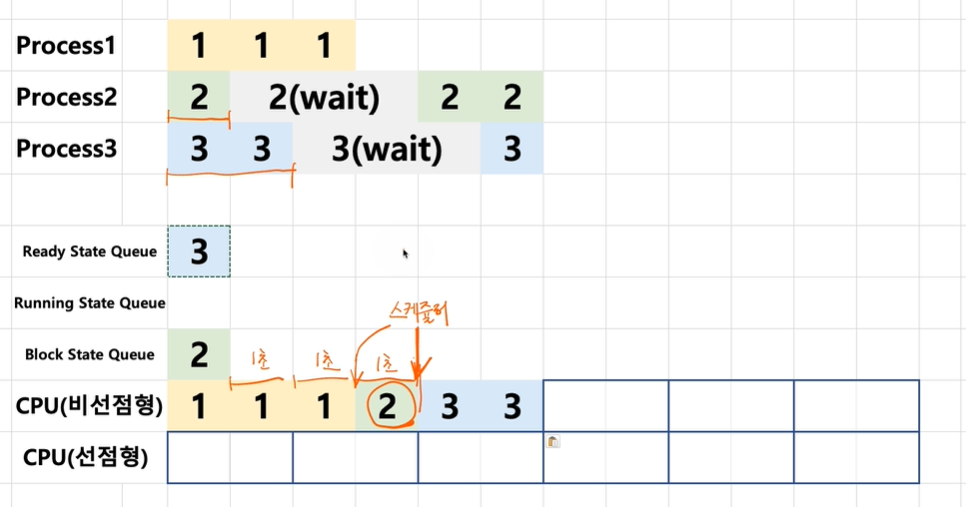 Process1 1 1 1
Process2 2 2(wait) 2 2
Process3 3 3 3(wait) 3
Ready State Queue 3
Running State Queue
스케줄러
Block State Queue 2 1초 1초 1초
CPU(비선점형) 1 1 1 2 3 3
CPU(선점형)